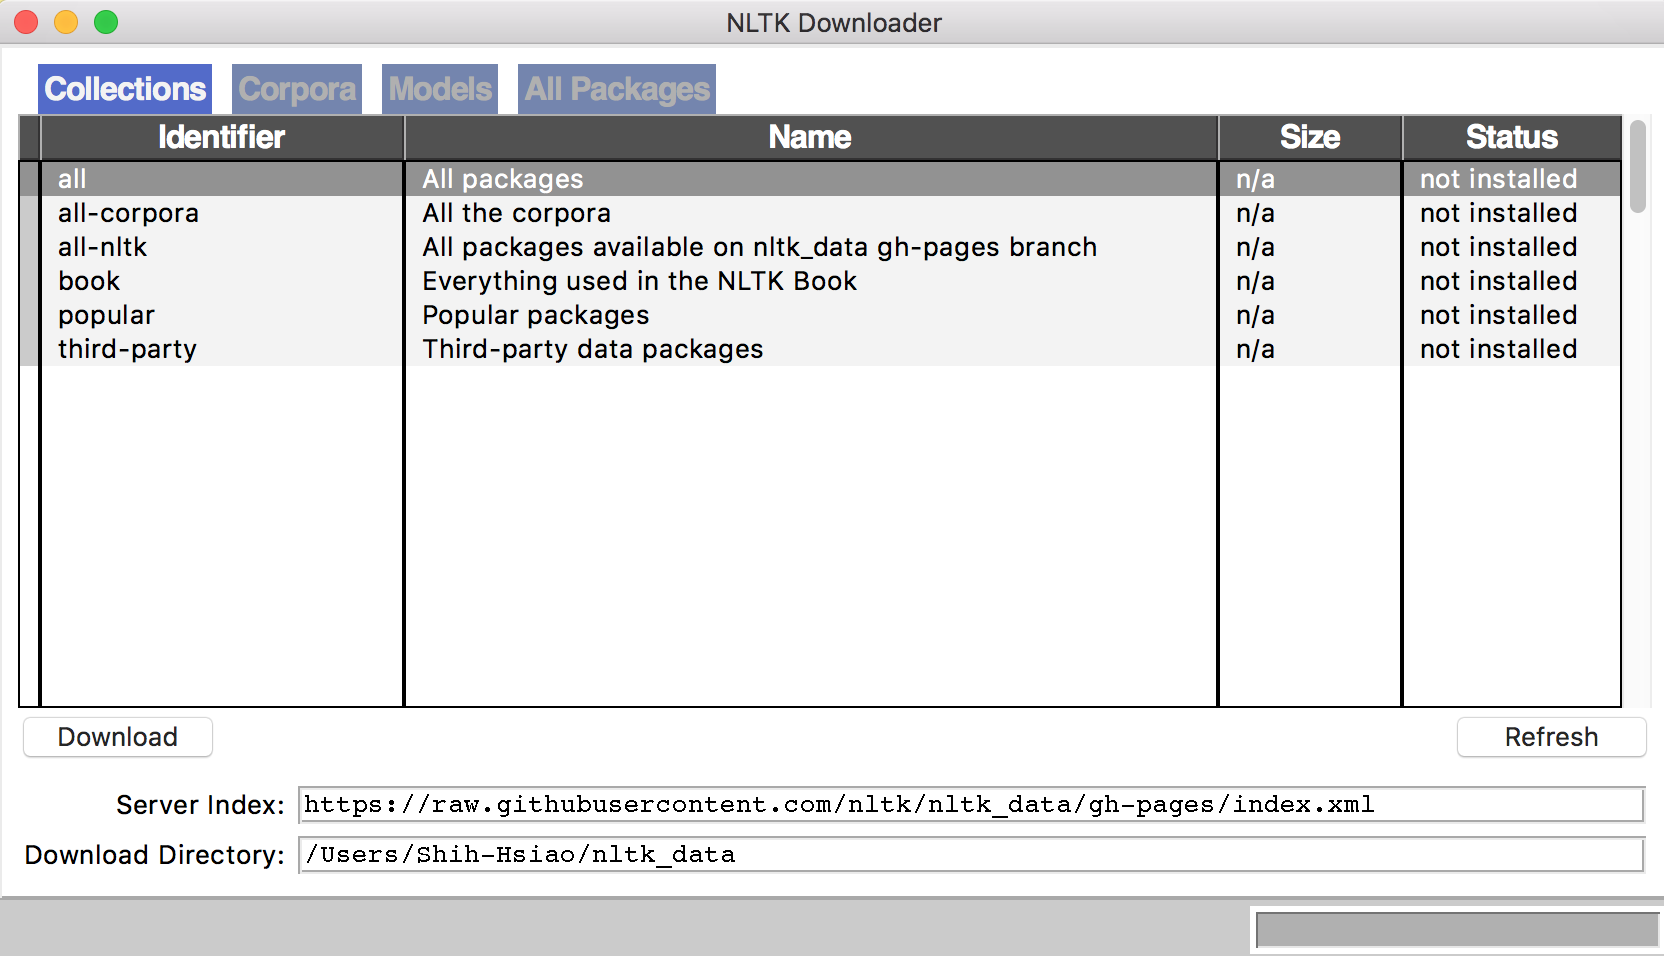 NLTK Downloader
Collections Corpora Models All Packages
Identifier Name Size Status
all All packages n/a not installed
all-corpora All the corpora n/a not installed
all-nltk All packages available on nltk_data gh-pages branch n/a not installed
book Everything used in the NLTK Book n/a not installed
popular Popular packages n/a not installed
third-party Third-party data packages n/a not installed
Download Refresh
Server Index: https://raw.githubusercontent.com/nltk/nltk_data/gh-pages/index.xml
Download Directory: /Users/Shih-Hsiao/nltk_data